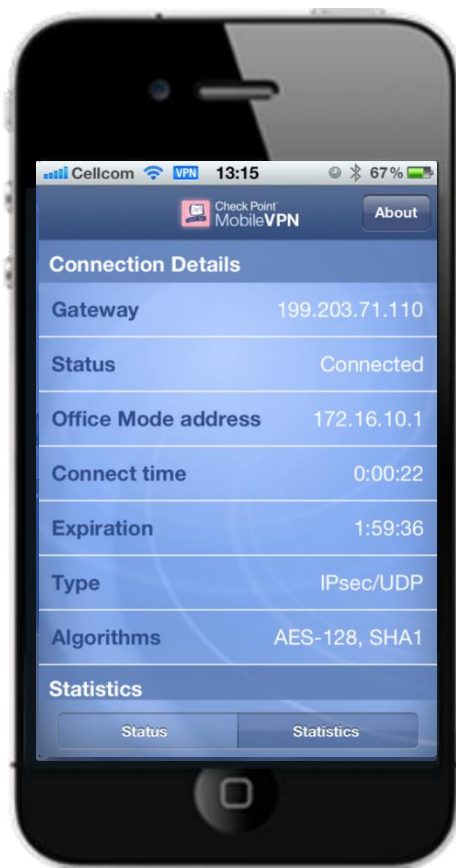 Cellcom VPN 13:15 67%
Check Point
MobileVPN
About
Connection Details
Gateway 199.203.71.110
Status Connected
Office Mode address 172.16.10.1
Connect time 0:00:22
Expiration 1:59:36
Type IPsec/UDP
Algorithms AES-128, SHA1
Statistics
Status Statistics